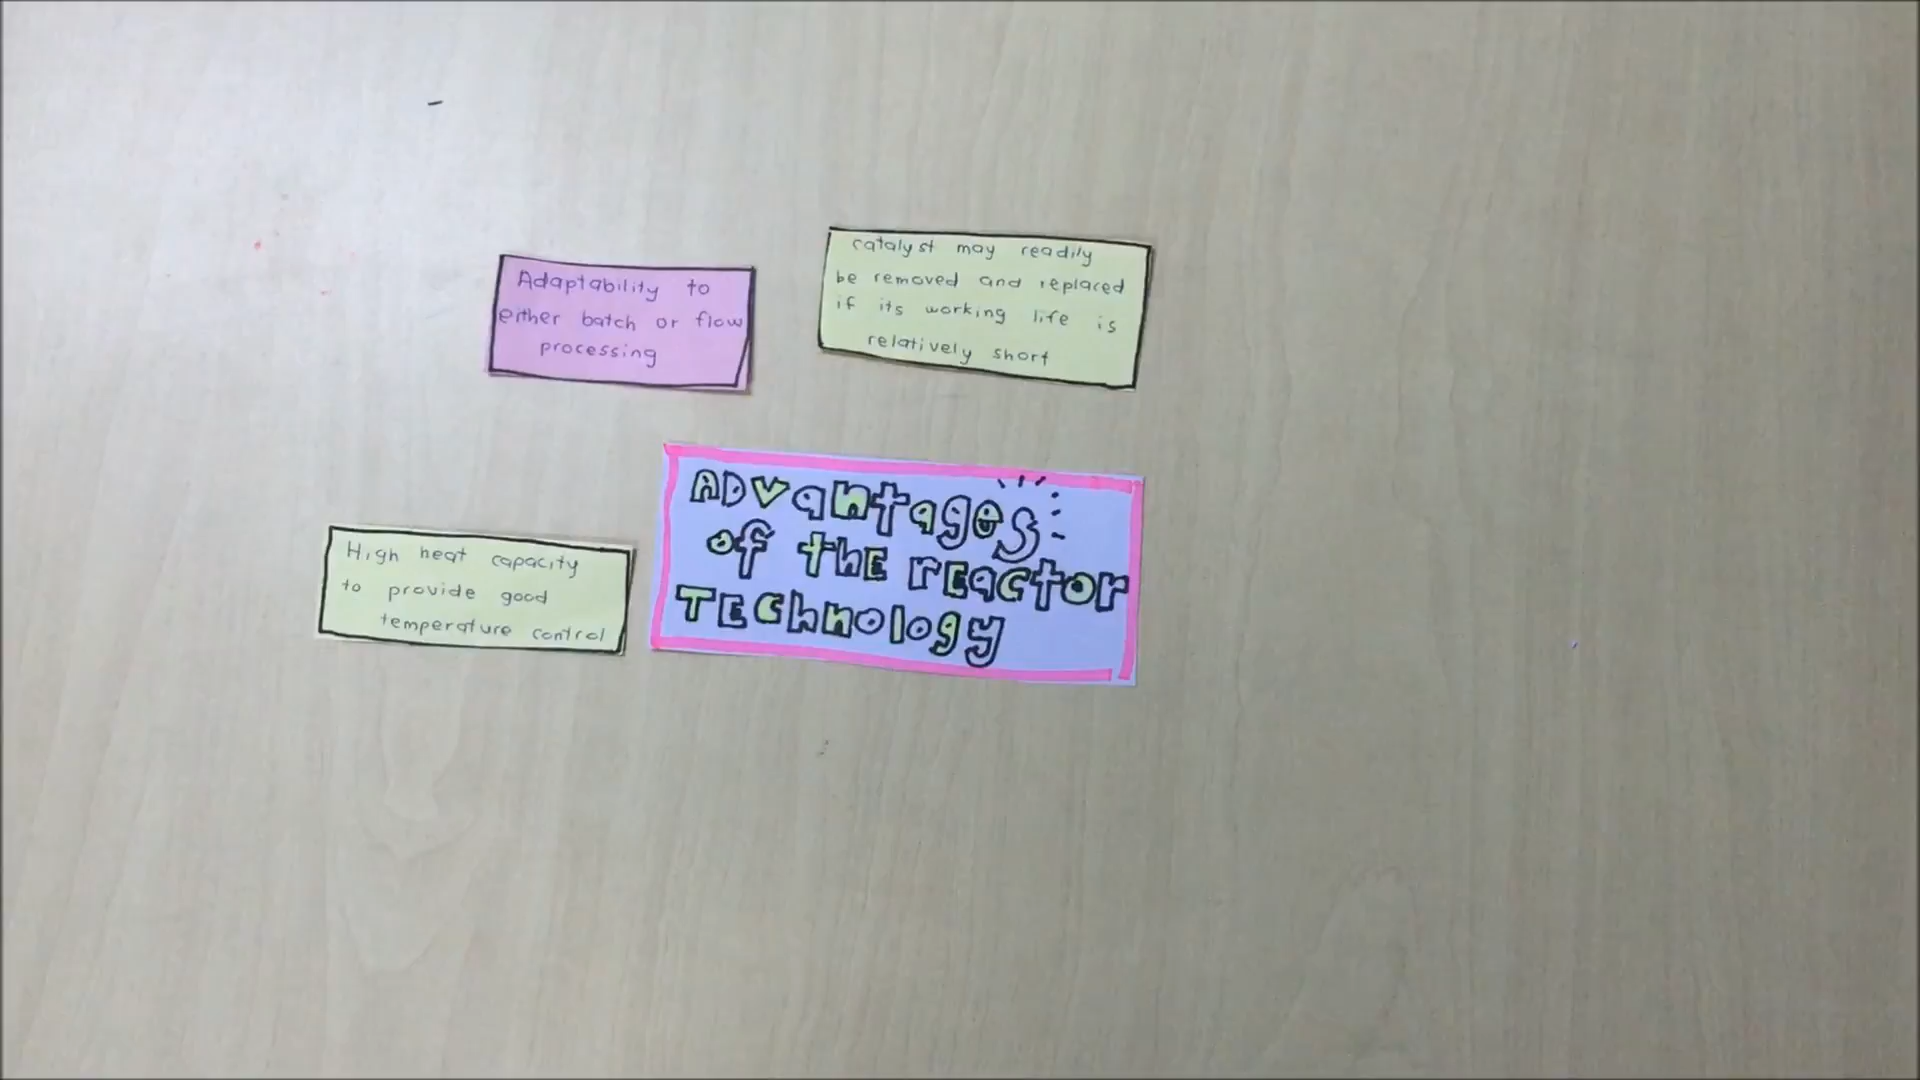 Adaptability to
either batch or flow
processing
catalyst may readily
be removed and replaced
if its working life is
relatively short
High heat capacity
to provide good
temperature control
ADvantages
of the reactor
TEChnology